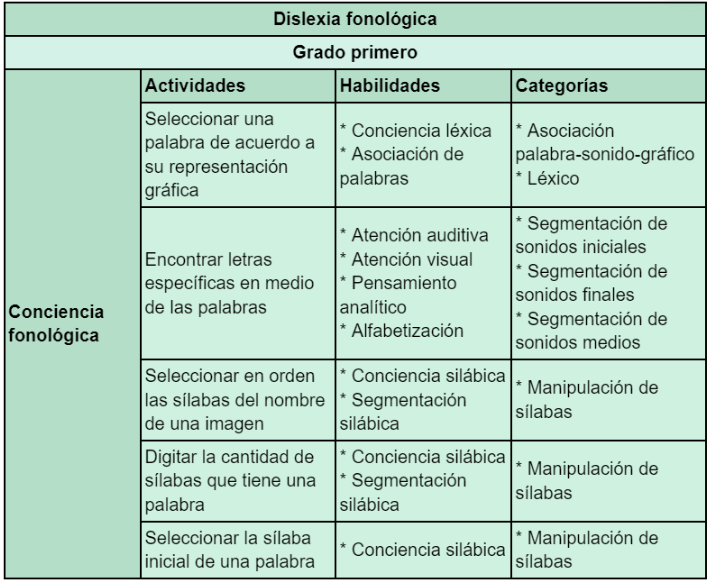 Dislexia fonológica
Grado primero
Actividades
Habilidades
Categorías
Conciencia
fonológica
Seleccionar una
palabra de acuerdo a
su representación
gráfica
* Conciencia léxica
* Asociación de
palabras
* Asociación
palabra-sonido-gráfico
* Léxico
Encontrar letras
específicas en medio
de las palabras
* Atención auditiva
* Atención visual
* Pensamiento
analítico
* Alfabetización
* Segmentación de
sonidos iniciales
* Segmentación de
sonidos finales
* Segmentación de
sonidos medios
Seleccionar en orden
las sílabas del nombre
de una imagen
* Conciencia silábica
* Segmentación
silábica
* Manipulación de
sílabas
Digitar la cantidad de
sílabas que tiene una
palabra
* Conciencia silábica
* Segmentación
silábica
* Manipulación de
sílabas
Seleccionar la sílaba
inicial de una palabra
* Conciencia silábica
* Manipulación de
sílabas